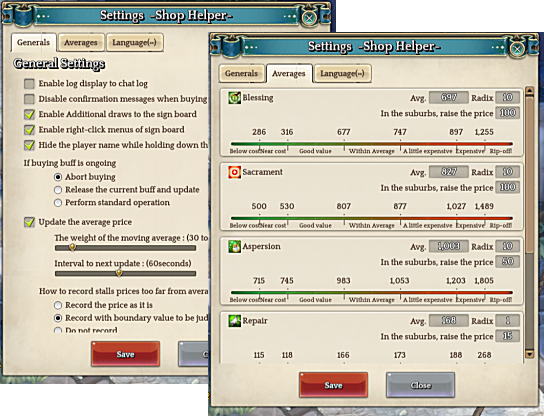 Settings -Shop Helper-
Generals Averages Language(--)
General Settings
Enable log display to chat log
Disable confirmation messages when buying
Enable Additional draws to the sign board
Enable right-click menus of sign board
Hide the player name while holding down th
If buying buff is ongoing
Abort buying
Release the current buff and update
Perform standard operation
Update the average price
The weight of the moving average : (30 to
Interval to next update : (60seconds)
How to record stalls prices too far from avera
Record the price as it is
Record with boundary value to be jud
Do not record
Save
Settings -Shop Helper-
Generals Averages Language(--)
Blessing Avg. 697 Radix 10
In the suburbs, raise the price 100
286 316 677 747 897 1,255
Below cost Near cost Good value Within Average A little expensive Expensive Rip-off!
Sacrament Avg. 827 Radix 10
In the suburbs, raise the price 100
500 530 807 877 1,027 1,489
Below cost Near cost Good value Within Average A little expensive Expensive Rip-off!
Aspersion Avg. 1,003 Radix 10
In the suburbs, raise the price 50
715 745 983 1,053 1,203 1,805
Below cost Near cost Good value Within Average A little expensive Expensive Rip-off!
Repair Avg. 168 Radix 1
In the suburbs, raise the price 15
115 118 166 173 188 268
Save Close